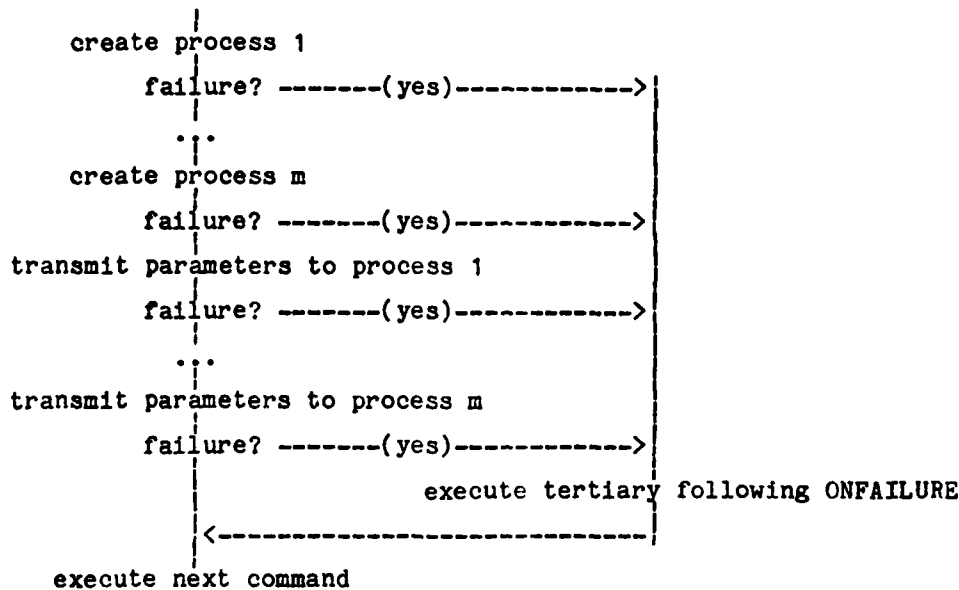 create process 1
failure? -------(yes)------------->
...
create process m
failure? -------(yes)------------->
transmit parameters to process 1
failure? -------(yes)------------->
...
transmit parameters to process m
failure? -------(yes)------------->
execute tertiary following ONFAILURE
<-----------------------------
execute next command